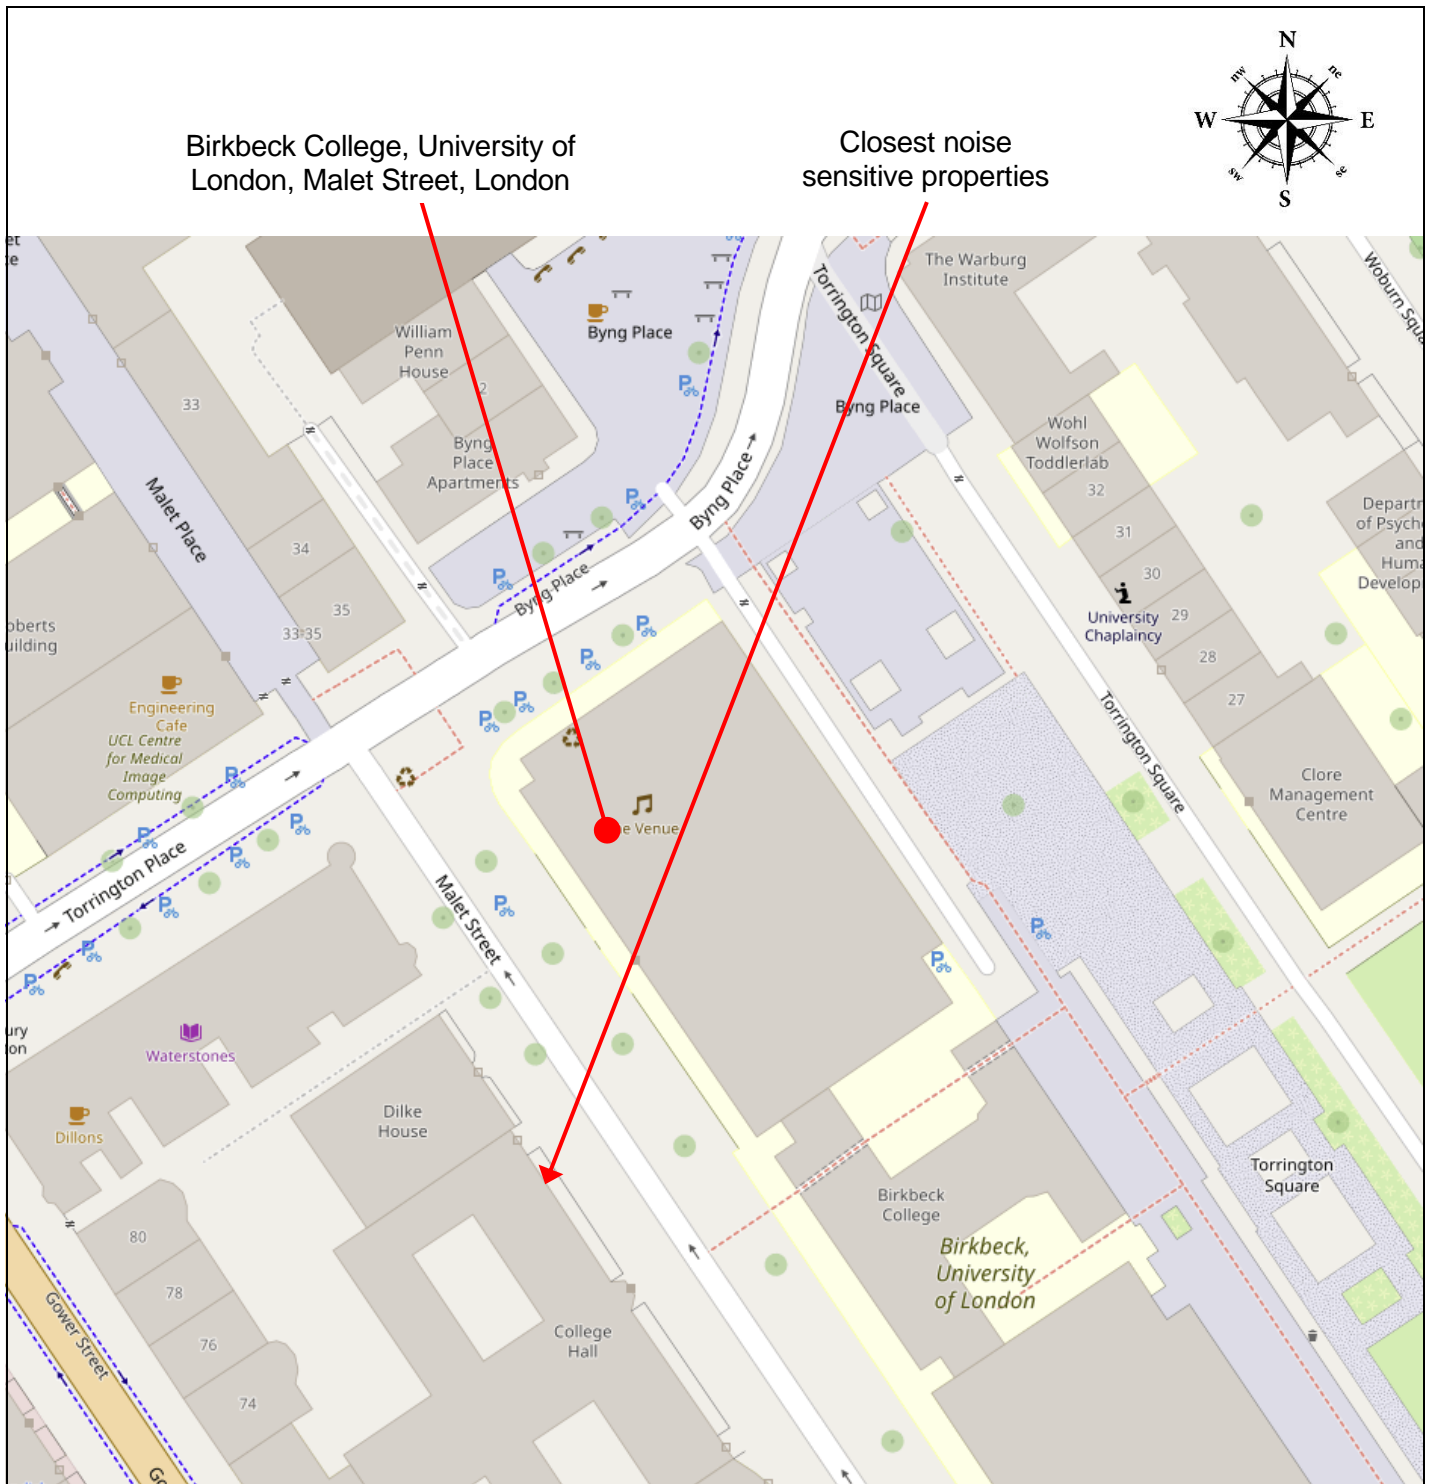 N
nw
ne
W
E
sw
se
S
Birkbeck College, University of
London, Malet Street, London
Closest noise
sensitive properties
The Warburg
Institute
Woburn
Torrington Square
William
Penn
House
Byng Place
2
33
Byng Place
Byng
Place
Apartments
Wohl
Wolfson
Toddlerlab
32
Malet Place
Byng Place
31
of
and
34
30
Byng Place
35
33-35
University
Chaplaincy
29
28
27
Engineering
Cafe
UCL Centre
for Medical
Image
Computing
Torrington Square
Clore
Management
Centre
Venue
Torrington Place
Malet Street
Waterstones
Dillons
Dilke
House
Torrington
Square
Birkbeck
College
80
Birkbeck,
University
of London
78
Gower Street
76
College
Hall
74